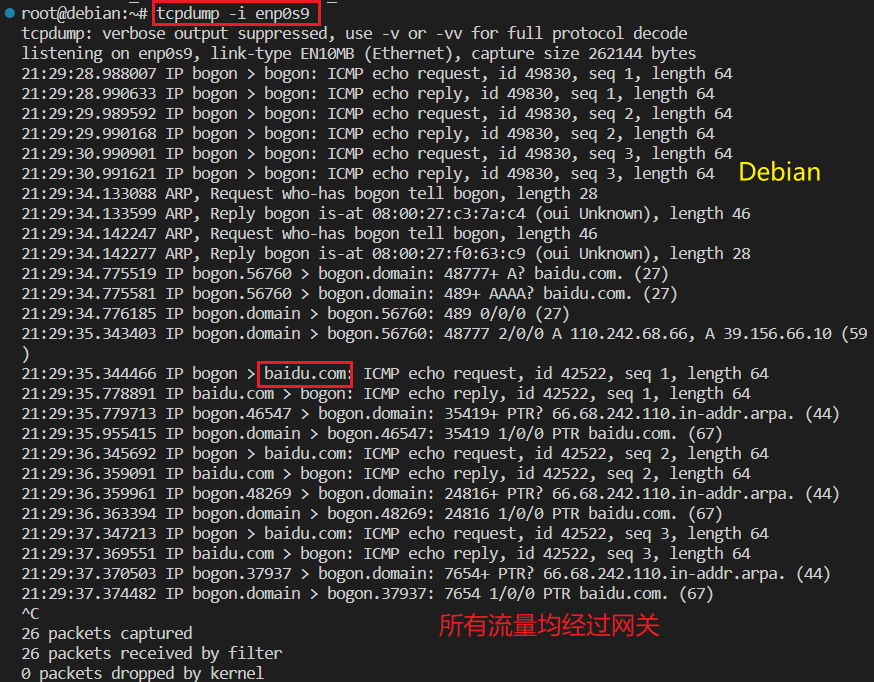 root@debian:~# tcpdump -i enp0s9
tcpdump: verbose output suppressed, use -v or -vv for full protocol decode
listening on enp0s9, link-type EN10MB (Ethernet), capture size 262144 bytes
21:29:28.988007 IP bogon > bogon: ICMP echo request, id 49830, seq 1, length 64
21:29:28.990633 IP bogon > bogon: ICMP echo reply, id 49830, seq 1, length 64
21:29:29.989592 IP bogon > bogon: ICMP echo request, id 49830, seq 2, length 64
21:29:29.990168 IP bogon > bogon: ICMP echo reply, id 49830, seq 2, length 64
21:29:30.990901 IP bogon > bogon: ICMP echo request, id 49830, seq 3, length 64
21:29:30.991621 IP bogon > bogon: ICMP echo reply, id 49830, seq 3, length 64
Debian
21:29:34.133088 ARP, Request who-has bogon tell bogon, length 28
21:29:34.133599 ARP, Reply bogon is-at 08:00:27:c3:7a:c4 (oui Unknown), length 46
21:29:34.142247 ARP, Request who-has bogon tell bogon, length 46
21:29:34.142277 ARP, Reply bogon is-at 08:00:27:f0:63:c9 (oui Unknown), length 28
21:29:34.775519 IP bogon.56760 > bogon.domain: 48777+ A? baidu.com. (27)
21:29:34.775581 IP bogon.56760 > bogon.domain: 489+ AAAA? baidu.com. (27)
21:29:34.776185 IP bogon.domain > bogon.56760: 489 0/0/0 (27)
21:29:35.343403 IP bogon.domain > bogon.56760: 48777 2/0/0 A 110.242.68.66, A 39.156.66.10 (59
)
21:29:35.344466 IP bogon > baidu.com: ICMP echo request, id 42522, seq 1, length 64
21:29:35.778891 IP baidu.com > bogon: ICMP echo reply, id 42522, seq 1, length 64
21:29:35.779713 IP bogon.46547 > bogon.domain: 35419+ PTR? 66.68.242.110.in-addr.arpa. (44)
21:29:35.955415 IP bogon.domain > bogon.46547: 35419 1/0/0 PTR baidu.com. (67)
21:29:36.345692 IP bogon > baidu.com: ICMP echo request, id 42522, seq 2, length 64
21:29:36.359091 IP baidu.com > bogon: ICMP echo reply, id 42522, seq 2, length 64
21:29:36.359961 IP bogon.48269 > bogon.domain: 24816+ PTR? 66.68.242.110.in-addr.arpa. (44)
21:29:36.363394 IP bogon.domain > bogon.48269: 24816 1/0/0 PTR baidu.com. (67)
21:29:37.347213 IP bogon > baidu.com: ICMP echo request, id 42522, seq 3, length 64
21:29:37.369551 IP baidu.com > bogon: ICMP echo reply, id 42522, seq 3, length 64
21:29:37.370503 IP bogon.37937 > bogon.domain: 7654+ PTR? 66.68.242.110.in-addr.arpa. (44)
21:29:37.374482 IP bogon.domain > bogon.37937: 7654 1/0/0 PTR baidu.com. (67)
^C
所有流量均经过网关
26 packets captured
26 packets received by filter
0 packets dropped by kernel